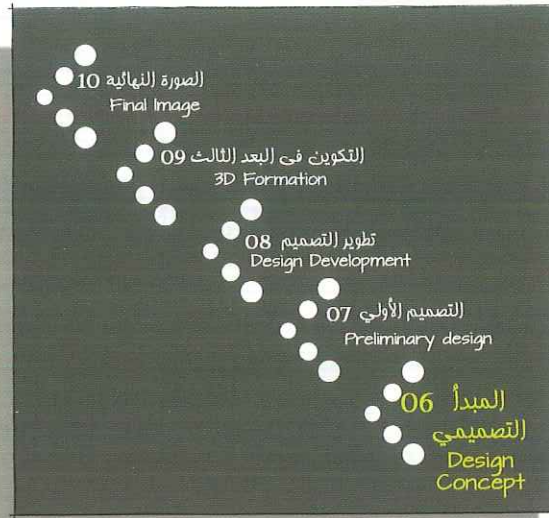 10 الصورة النهائية
Final Image
09 التكوين في البعد الثالث
3D Formation
08 تطوير التصميم
Design Development
07 التصميم الأولي
Preliminary design
06 المبدأ
التصميمي
Design
Concept